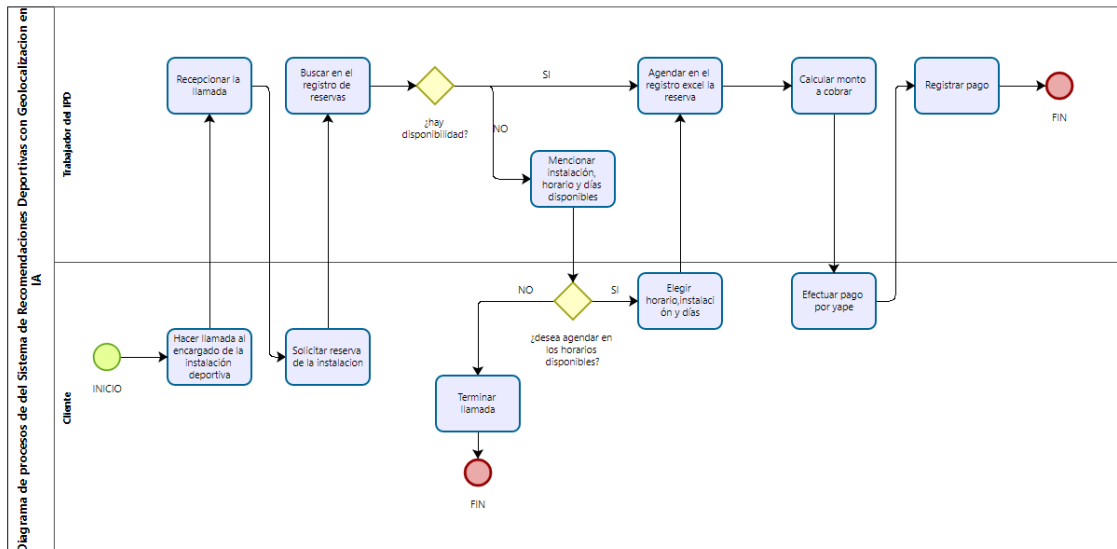 Diagrama de procesos de del Sistema de Recomendaciones Deportivas con Geolocalizacion en
IA
Trabajador del IPD
Recepcionar la
llamada
Buscar en el
registro de
reservas
¿hay
disponibilidad?
SI
NO
Mencionar
instalación,
horario y días
disponibles
Agendar en el
registro excel la
reserva
Calcular monto
a cobrar
Registrar pago
FIN
Cliente
INICIO
Hacer llamada al
encargado de la
instalación
deportiva
Solicitar reserva
de la instalacion
NO
SI
¿desea agendar en
los horarios
disponibles?
Elegir
horario,instalaci
ón y días
Efectuar pago
por yape
Terminar
llamada
FIN